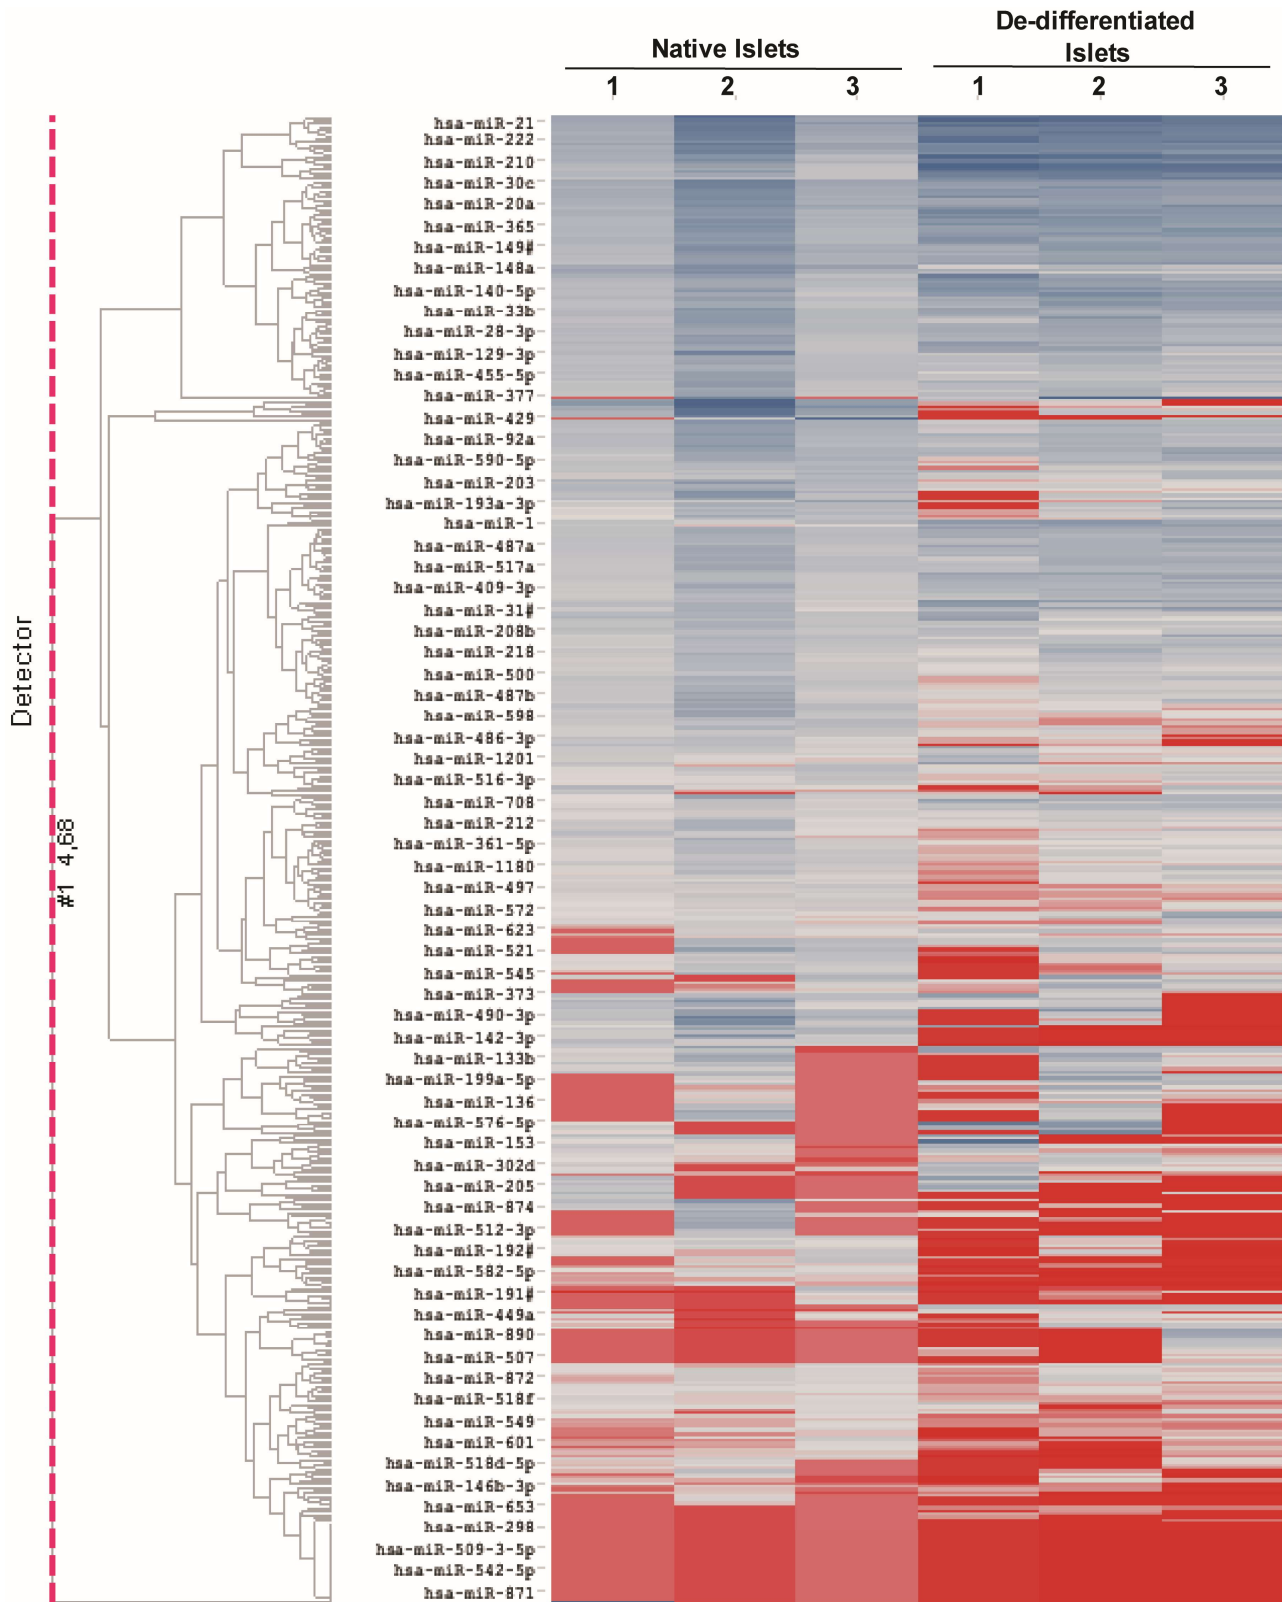 De-differentiated
Native Islets
Islets
1 2 3 1 2 3
hsa-miR-21
hsa-miR-222
hsa-miR-210
hsa-miR-30c
hsa-miR-20a
hsa-miR-365
hsa-miR-149#
hsa-miR-148a
hsa-miR-140-5p
hsa-miR-33b
hsa-miR-28-3p
hsa-miR-129-3p
hsa-miR-455-5p
hsa-miR-377
hsa-miR-429
hsa-miR-92a
hsa-miR-590-5p
hsa-miR-203
hsa-miR-193a-3p
hsa-miR-1
hsa-miR-487a
hsa-miR-517a
hsa-miR-409-3p
hsa-miR-31#
hsa-miR-208b
hsa-miR-218
hsa-miR-500
hsa-miR-487b
hsa-miR-598
hsa-miR-486-3p
hsa-miR-1201
hsa-miR-516-3p
hsa-miR-708
hsa-miR-212
hsa-miR-361-5p
hsa-miR-1180
hsa-miR-497
hsa-miR-572
hsa-miR-623
hsa-miR-521
hsa-miR-545
hsa-miR-373
hsa-miR-490-3p
hsa-miR-142-3p
hsa-miR-133b
hsa-miR-199a-5p
hsa-miR-136
hsa-miR-576-5p
hsa-miR-153
hsa-miR-302d
hsa-miR-205
hsa-miR-874
hsa-miR-512-3p
hsa-miR-192#
hsa-miR-582-5p
hsa-miR-191#
hsa-miR-449a
hsa-miR-890
hsa-miR-507
hsa-miR-872
hsa-miR-518f
hsa-miR-549
hsa-miR-601
hsa-miR-518d-5p
hsa-miR-146b-3p
hsa-miR-653
hsa-miR-298
hsa-miR-509-3-5p
hsa-miR-542-5p
hsa-miR-871
Detector
#1 4,68